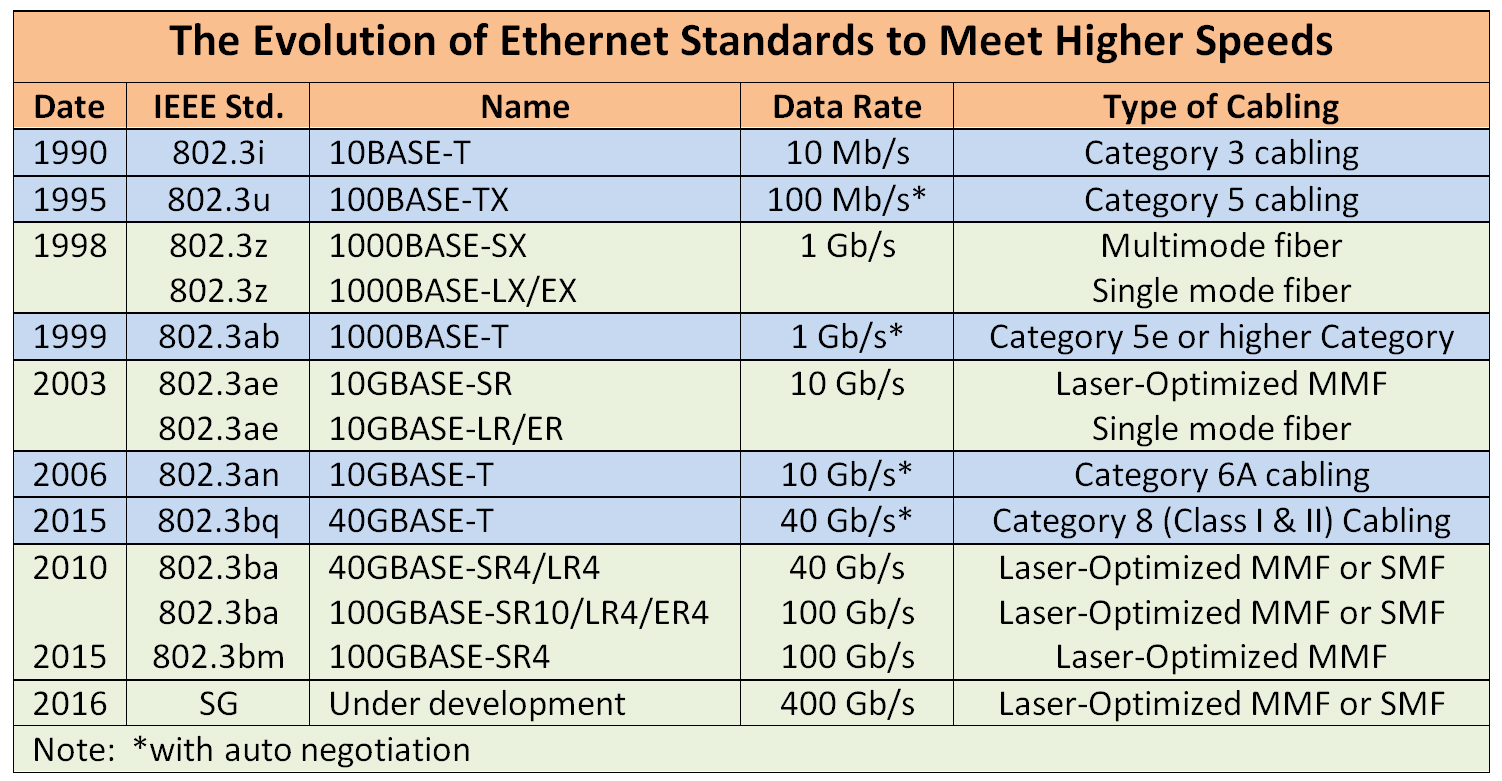 The Evolution of Ethernet Standards to Meet Higher Speeds
Date IEEE Std. Name Data Rate Type of Cabling
1990 802.3i 10BASE-T 10 Mb/s Category 3 cabling
1995 802.3u 100BASE-TX 100 Mb/s* Category 5 cabling
1998 802.3z 1000BASE-SX 1 Gb/s Multimode fiber
802.3z 1000BASE-LX/EX Single mode fiber
1999 802.3ab 1000BASE-T 1 Gb/s* Category 5e or higher Category
2003 802.3ae 10GBASE-SR 10 Gb/s Laser-Optimized MMF
802.3ae 10GBASE-LR/ER Single mode fiber
2006 802.3an 10GBASE-T 10 Gb/s* Category 6A cabling
2015 802.3bq 40GBASE-T 40 Gb/s* Category 8 (Class I & II) Cabling
2010 802.3ba 40GBASE-SR4/LR4 40 Gb/s Laser-Optimized MMF or SMF
802.3ba 100GBASE-SR10/LR4/ER4 100 Gb/s Laser-Optimized MMF or SMF
2015 802.3bm 100GBASE-SR4 100 Gb/s Laser-Optimized MMF
2016 SG Under development 400 Gb/s Laser-Optimized MMF or SMF
Note: *with auto negotiation